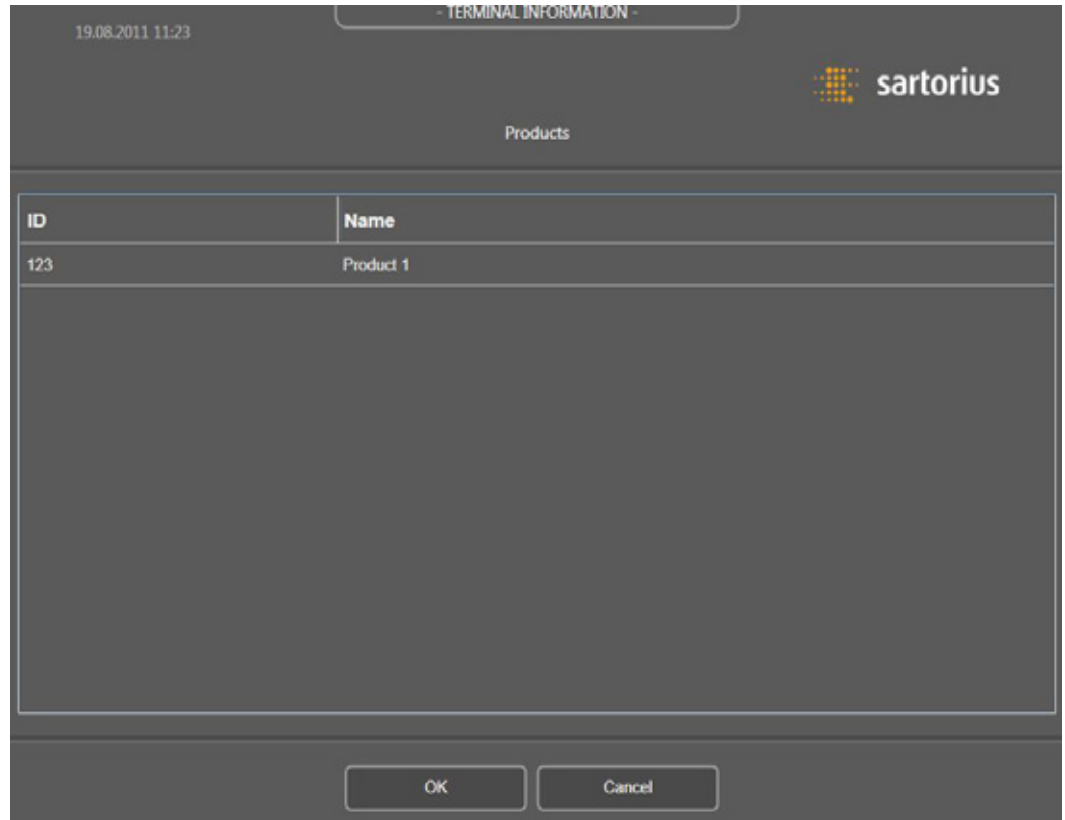 - TERMINAL INFORMATION -
19.08.2011 11:23
sartorius
Products
ID Name
123 Product 1
OK Cancel